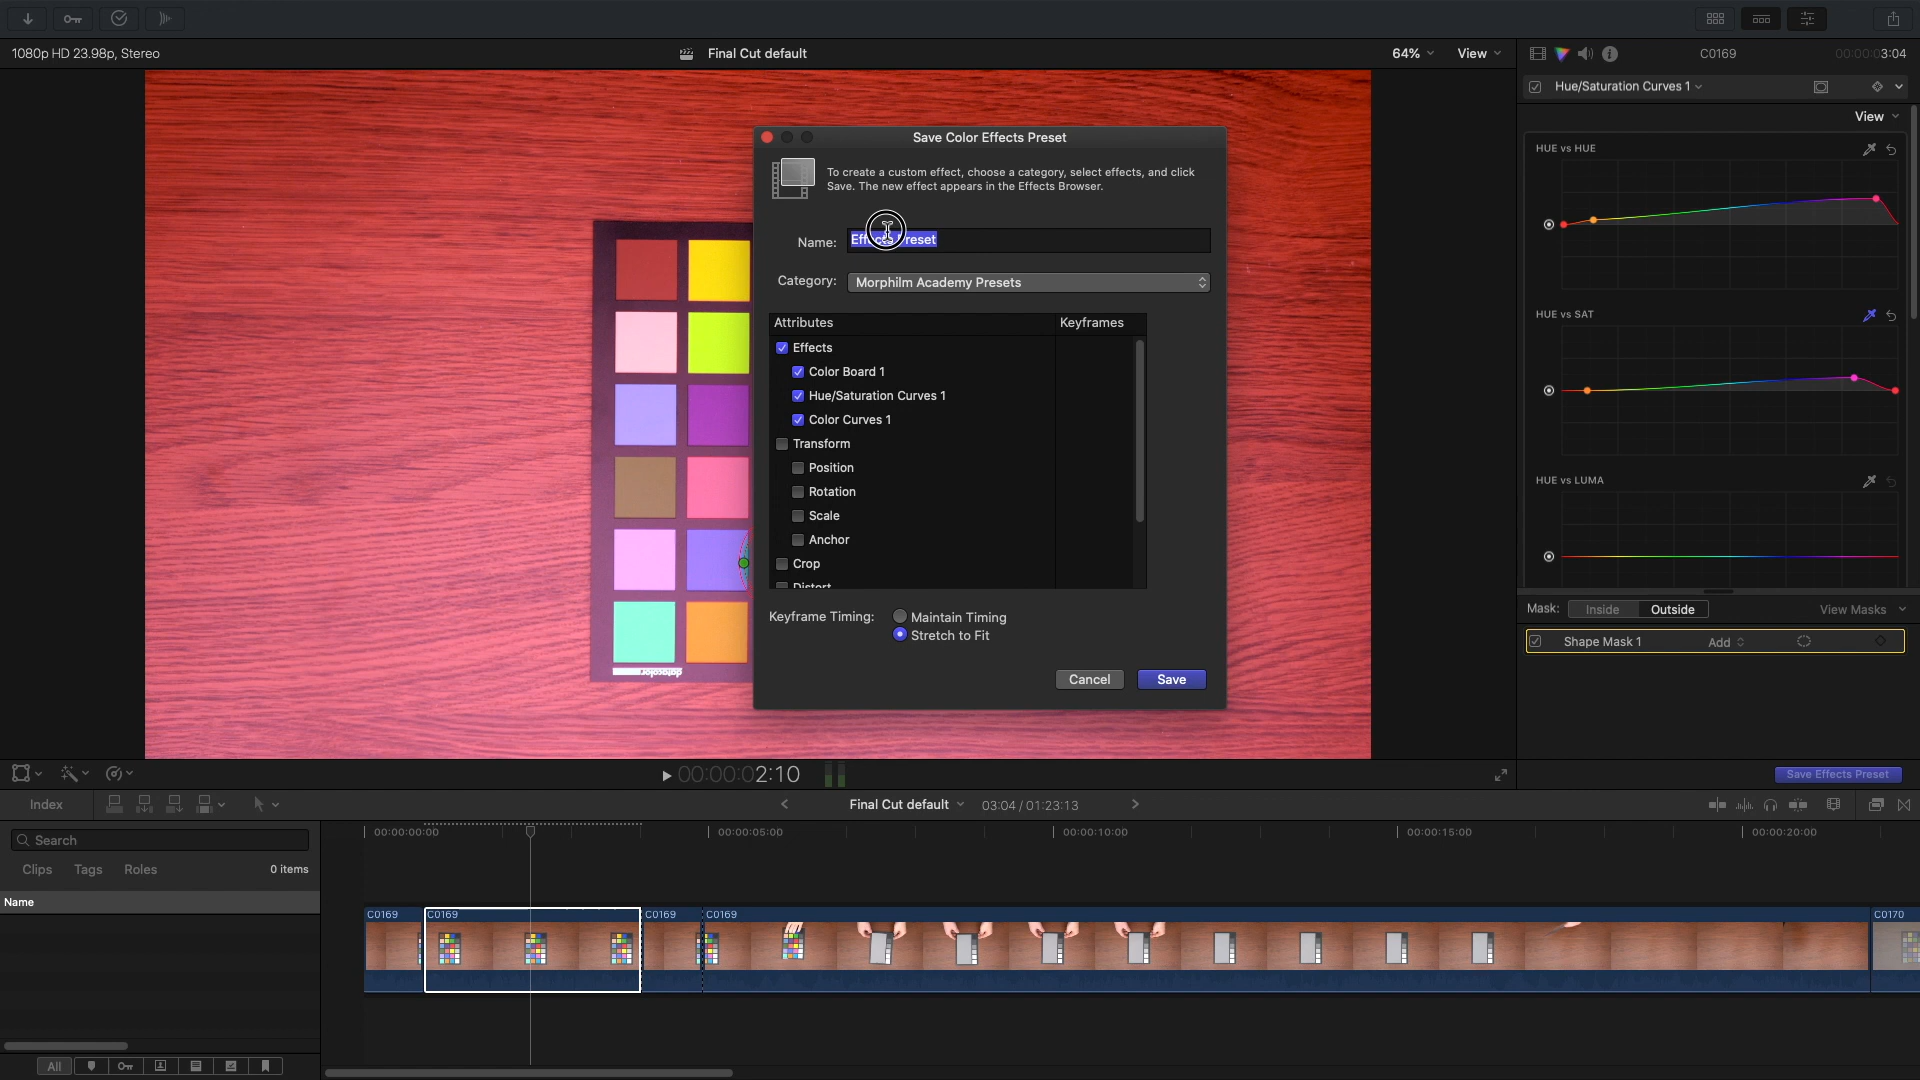 1080p HD 23.98p, Stereo
Final Cut default
64%
View
C0169
00:00:03:04
Hue/Saturation Curves 1
View
HUE vs HUE
HUE vs SAT
HUE vs LUMA
Save Color Effects Preset
To create a custom effect, choose a category, select effects, and click
Save. The new effect appears in the Effects Browser.
Name:
Effects Preset
Category:
Morphilm Academy Presets
Attributes
Keyframes
Effects
Color Board 1
Hue/Saturation Curves 1
Color Curves 1
Transform
Position
Rotation
Scale
Anchor
Crop
Distort
Keyframe Timing:
Maintain Timing
Stretch to Fit
Cancel
Save
datacolor
Mask:
Inside
Outside
View Masks
Shape Mask 1
Add
Save Effects Preset
00:00:02:10
Index
Final Cut default
03:04 / 01:23:13
Search
Clips
Tags
Roles
0 items
Name
All
00:00:00:00
00:00:05:00
00:00:10:00
00:00:15:00
00:00:20:00
C0169
C0169
C0169
C0169
C0170